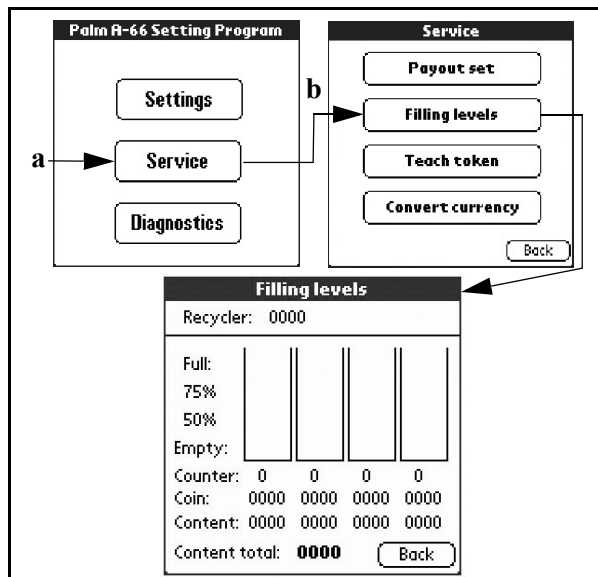 Palm A-66 Setting Program
Settings
a
Service
Diagnostics
b
Service
Payout set
Filling levels
Teach token
Convert currency
Back
Filling levels
Recycler: 0000
Full:
75%
50%
Empty:
Counter: 0 0 0 0
Coin: 0000 0000 0000 0000
Content: 0000 0000 0000 0000
Content total: 0000 Back